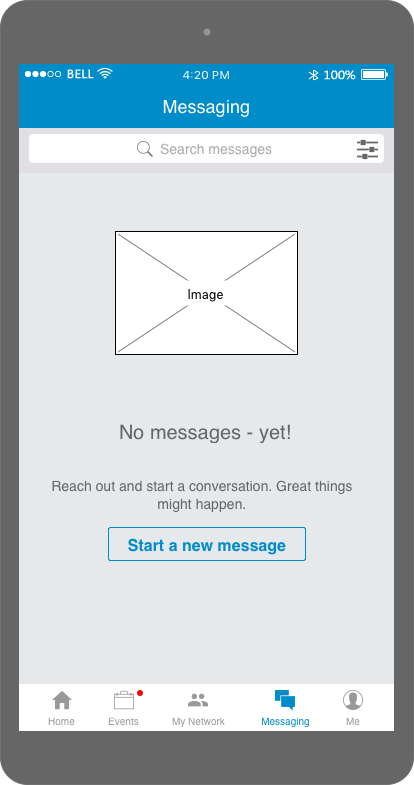 BELL 4:20 PM 100%
Messaging
Search messages
Image
No messages - yet!
Reach out and start a conversation. Great things
might happen.
Start a new message
Home Events My Network Messaging Me